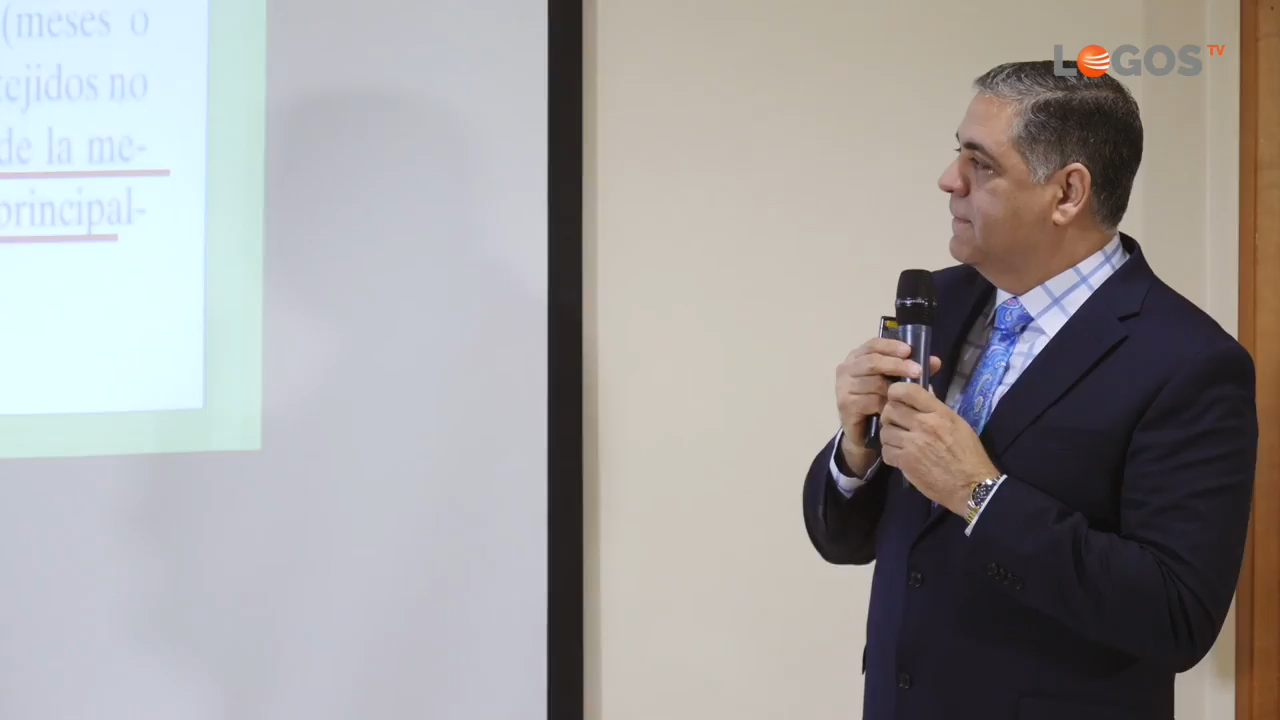 (meses o
tejidos no
de la me-
principal-
LOGOS TV